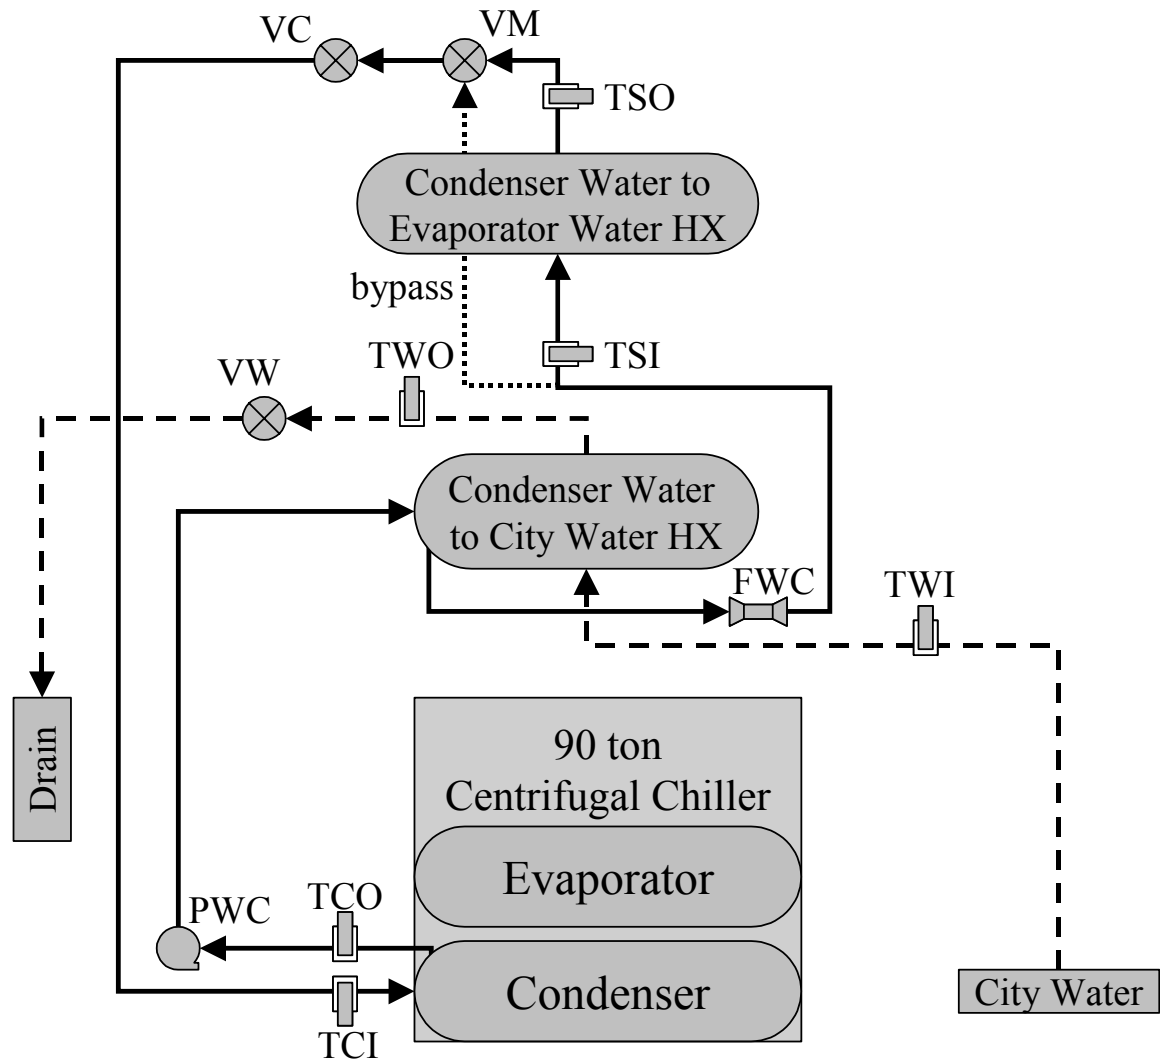 VC
VM
TSO
Condenser Water to
Evaporator Water HX
bypass
TSI
TWO
VW
Condenser Water
to City Water HX
FWC
TWI
Drain
90 ton
Centrifugal Chiller
Evaporator
TCO
PWC
Condenser
City Water
TCI